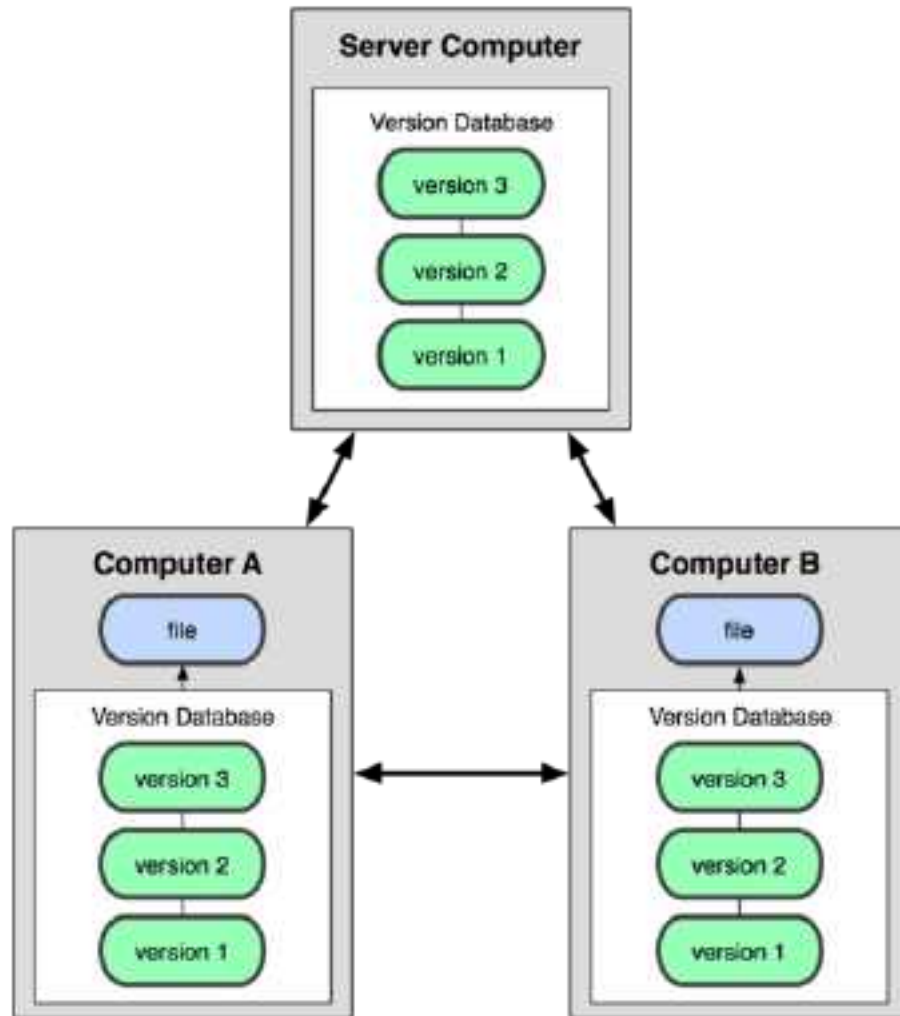 Server Computer
Version Database
version 3
version 2
version 1
Computer A
file
Version Database
version 3
version 2
version 1
Computer B
file
Version Database
version 3
version 2
version 1